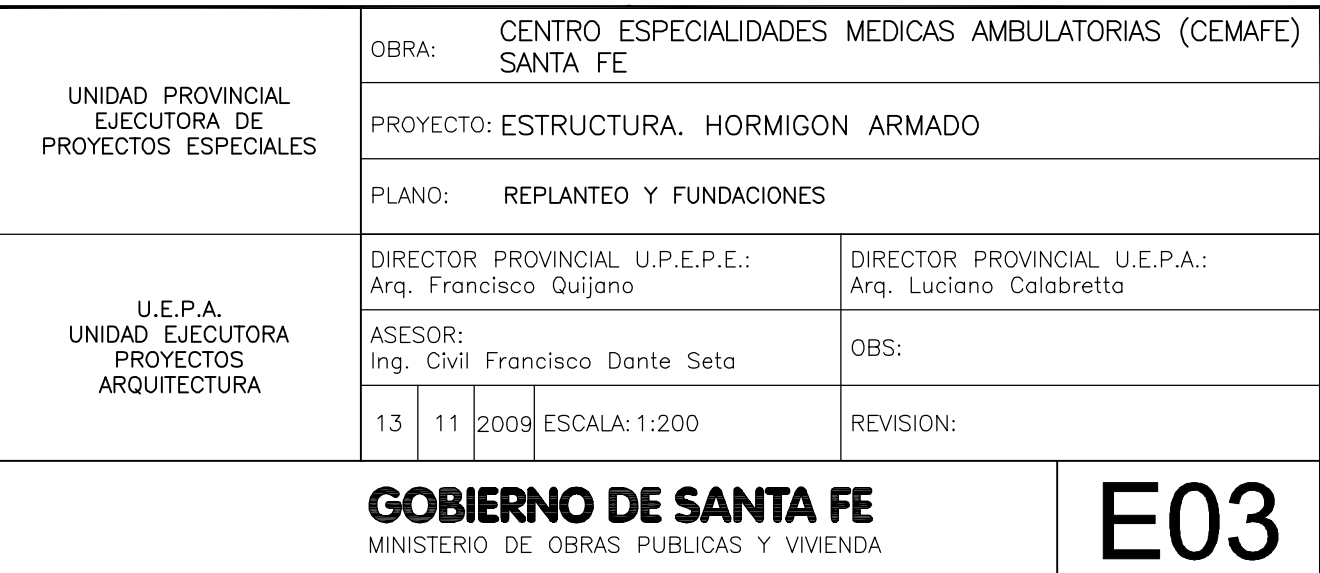 UNIDAD PROVINCIAL
EJECUTORA DE
PROYECTOS ESPECIALES
OBRA: CENTRO ESPECIALIDADES MEDICAS AMBULATORIAS (CEMAFE)
SANTA FE
PROYECTO: ESTRUCTURA. HORMIGON ARMADO
PLANO: REPLANTEO Y FUNDACIONES
U.E.P.A.
UNIDAD EJECUTORA
PROYECTOS
ARQUITECTURA
DIRECTOR PROVINCIAL U.P.E.P.E.:
Arq. Francisco Quijano
DIRECTOR PROVINCIAL U.E.P.A.:
Arq. Luciano Calabretta
ASESOR:
Ing. Civil Francisco Dante Seta
OBS:
13 11 2009 ESCALA: 1:200
REVISION:
GOBIERNO DE SANTA FE
MINISTERIO DE OBRAS PUBLICAS Y VIVIENDA
E03